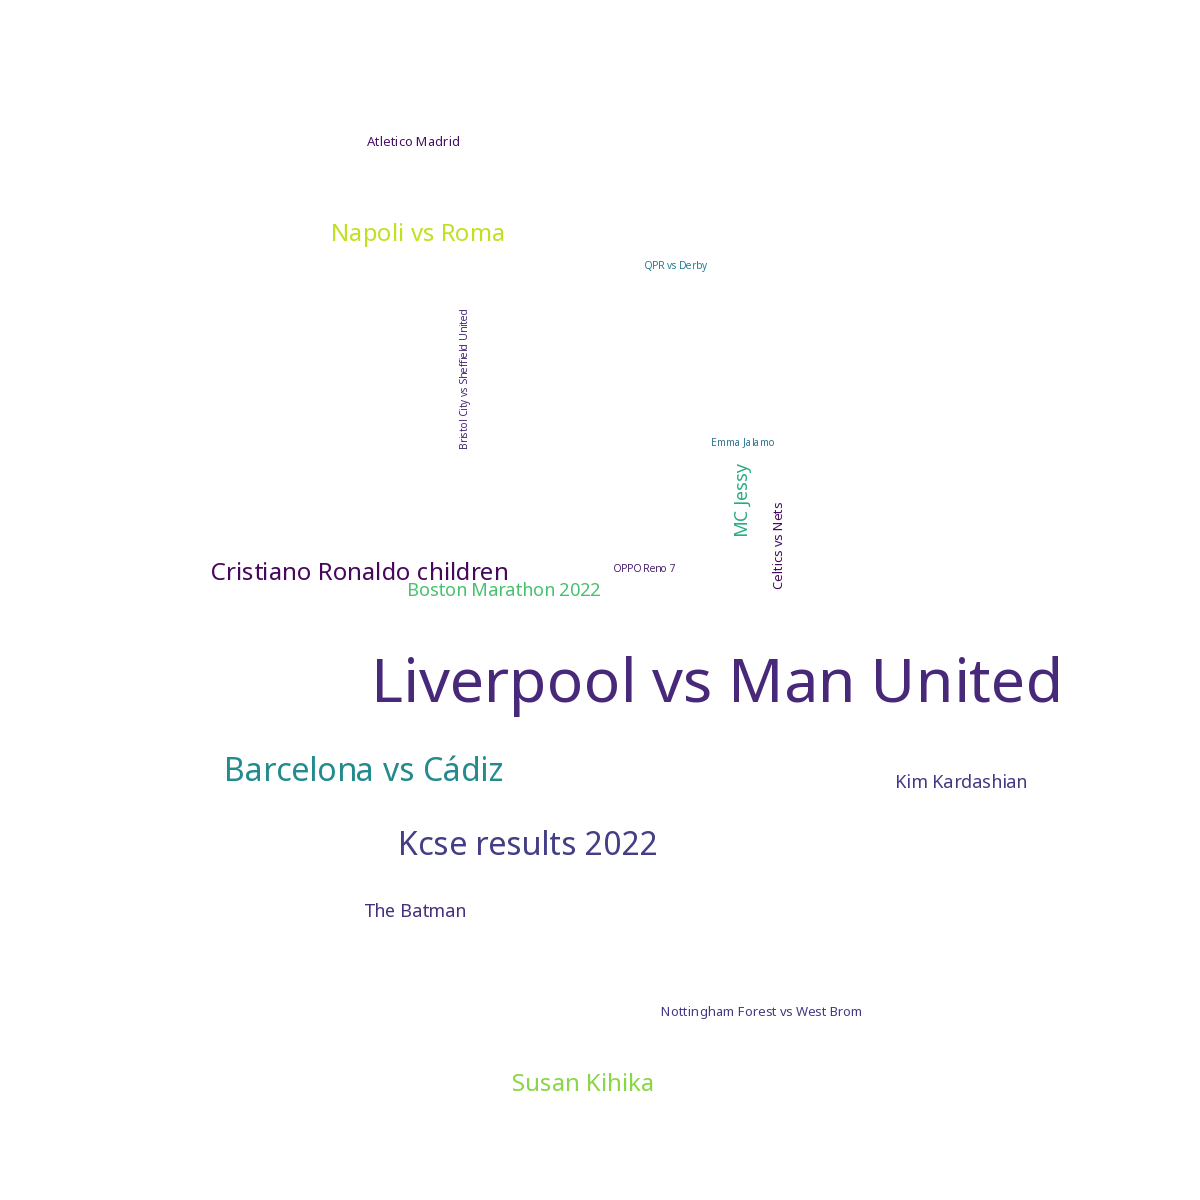 Atletico Madrid
Napoli vs Roma
QPR vs Derby
Bristol City vs Sheffield United
Emma Jalamo
MC Jessy
Celtics vs Nets
Cristiano Ronaldo children
OPPO Reno 7
Boston Marathon 2022
Liverpool vs Man United
Barcelona vs Cádiz
Kim Kardashian
Kcse results 2022
The Batman
Nottingham Forest vs West Brom
Susan Kihika